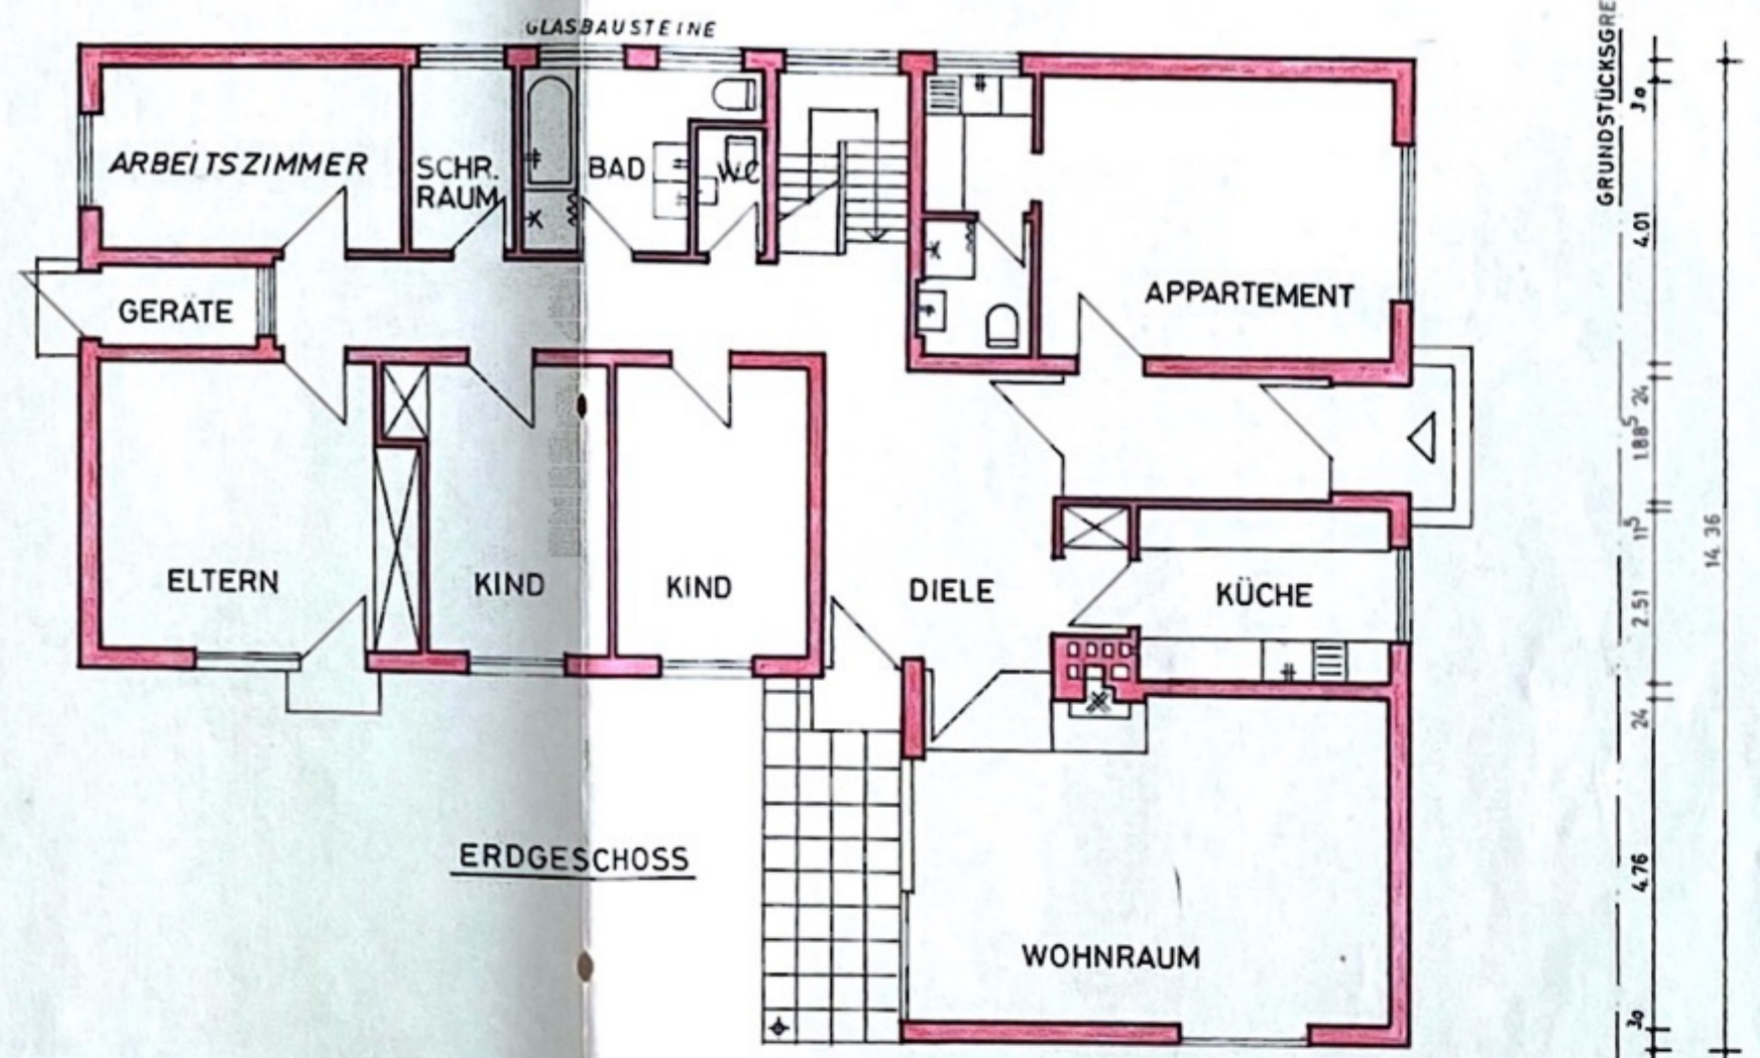 GLASBAUSTEINE
ARBEITSZIMMER
SCHR.
RAUM
BAD
WC
GERÄTE
APPARTEMENT
ELTERN
KIND
KIND
DIELE
KÜCHE
ERDGESCHOSS
WOHNRAUM
GRUNDSTÜCKSGRE
30
4.01
24
1.88⁵
11⁵
2.51
24
4.76
30
14.36